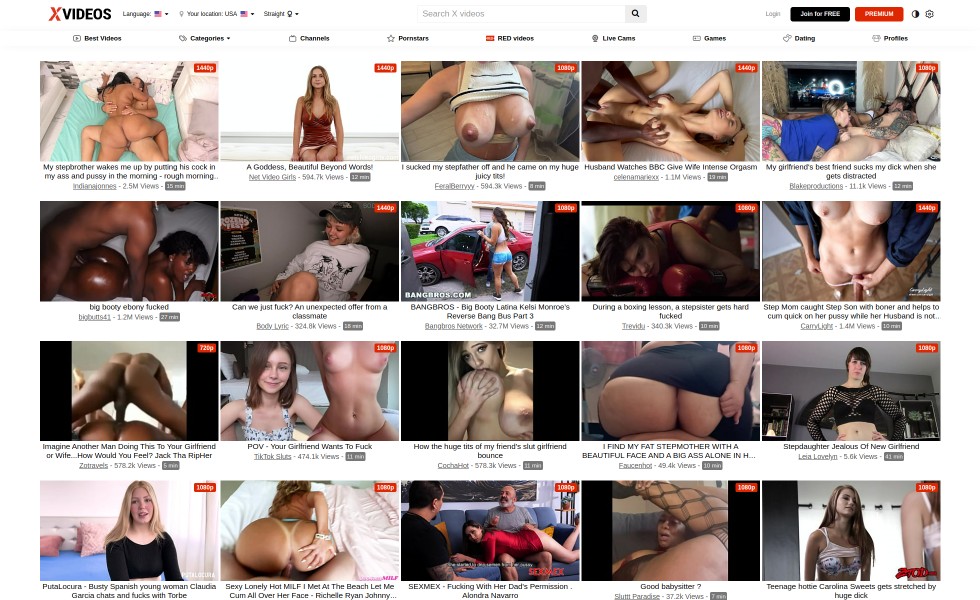 XVIDEOS
Language:
Your location: USA
Straight
Search X videos
Login
Join for FREE
PREMIUM
Best Videos
Categories
Channels
Pornstars
RED videos
Live Cams
Games
Dating
Profiles
1440p
1440p
1080p
1440p
1080p
My stepbrother wakes me up by putting his cock in
my ass and pussy in the morning - rough morning..
Indianajonnes - 2.5M Views - 15 min
A Goddess, Beautiful Beyond Words!
Net Video Girls - 594.7k Views - 12 min
I sucked my stepfather off and he came on my huge
juicy tits!
FeralBerryyy - 594.3k Views - 8 min
Husband Watches BBC Give Wife Intense Orgasm
celenamariexx - 1.1M Views - 19 min
My girlfriend's best friend sucks my dick when she
gets distracted
Blakeproductions - 11.1k Views - 12 min
1440p
1080p
1080p
1440p
BANGBROS.COM
big booty ebony fucked
bigbutts41 - 1.2M Views - 27 min
Can we just fuck? An unexpected offer from a
classmate
Body Lyric - 324.8k Views - 18 min
BANGBROS - Big Booty Latina Kelsi Monroe's
Reverse Bang Bus Part 3
Bangbros Network - 32.7M Views - 12 min
During a boxing lesson, a stepsister gets hard
fucked
Trevidu - 340.3k Views - 10 min
Step Mom caught Step Son with boner and helps to
cum quick on her pussy while her Husband is not...
CarryLight - 1.4M Views - 10 min
720p
1080p
1080p
1080p
Imagine Another Man Doing This To Your Girlfriend
or Wife...How Would You Feel? Jack Tha RipHer
Zotravels - 578.2k Views - 5 min
POV - Your Girlfriend Wants To Fuck
TikTok Sluts - 474.1k Views - 11 min
How the huge tits of my friend's slut girlfriend
bounce
CochaHot - 578.3k Views - 11 min
I FIND MY FAT STEPMOTHER WITH A
BEAUTIFUL FACE AND A BIG ASS ALONE IN H...
Faucenhot - 49.4k Views - 10 min
Stepdaughter Jealous Of New Girlfriend
Leia Lovelyn - 5.6k Views - 41 min
1080p
1080p
1080p
1080p
1080p
PUTALOCURA
SEXMEX
PutaLocura - Busty Spanish young woman Claudia
Garcia chats and fucks with Torbe
Sexy Lonely Hot MILF I Met At The Beach Let Me
Cum All Over Her Face - Richelle Ryan Johnny...
SEXMEX - Fucking With Her Dad's Permission .
Alondra Navarro
Good babysitter ?
Slutt Paradise - 37.2k Views - 7 min
Teenage hottie Carolina Sweets gets stretched by
huge dick